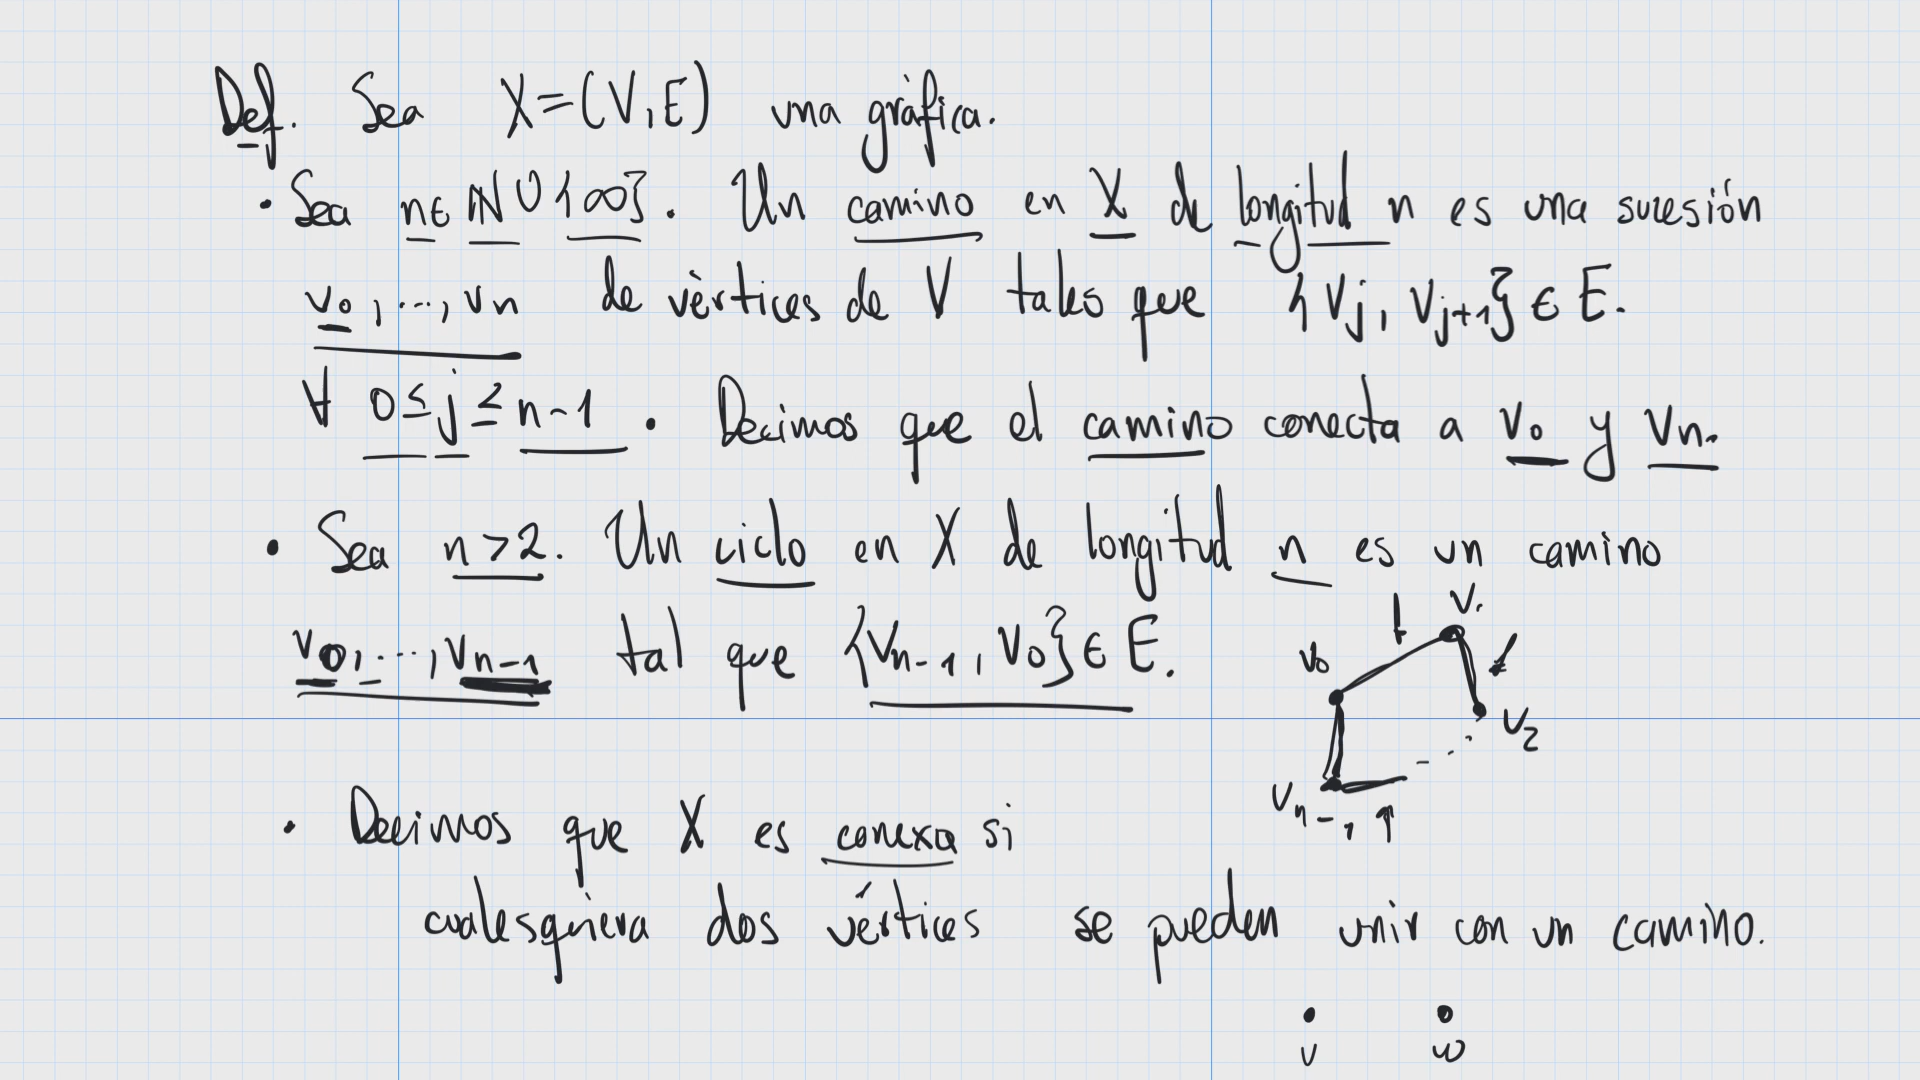 Def. Sea X=(V,E) una gráfica.
• Sea n∈ℕ∪{∞}. Un camino en X de longitud n es una sucesión
v₀,...,vₙ de vértices de V tales que {Vⱼ, Vⱼ₊₁}∈E.
∀ 0≤j≤n-1. Decimos que el camino conecta a V₀ y Vₙ.
• Sea n>2. Un ciclo en X de longitud n es un camino
v₀,...,Vₙ₋₁ tal que {Vₙ₋₁, V₀}∈E.
V₁
V₀
V₂
Vₙ₋₁
• Decimos que X es conexa si
cualesquiera dos vértices se pueden unir con un camino.
v w